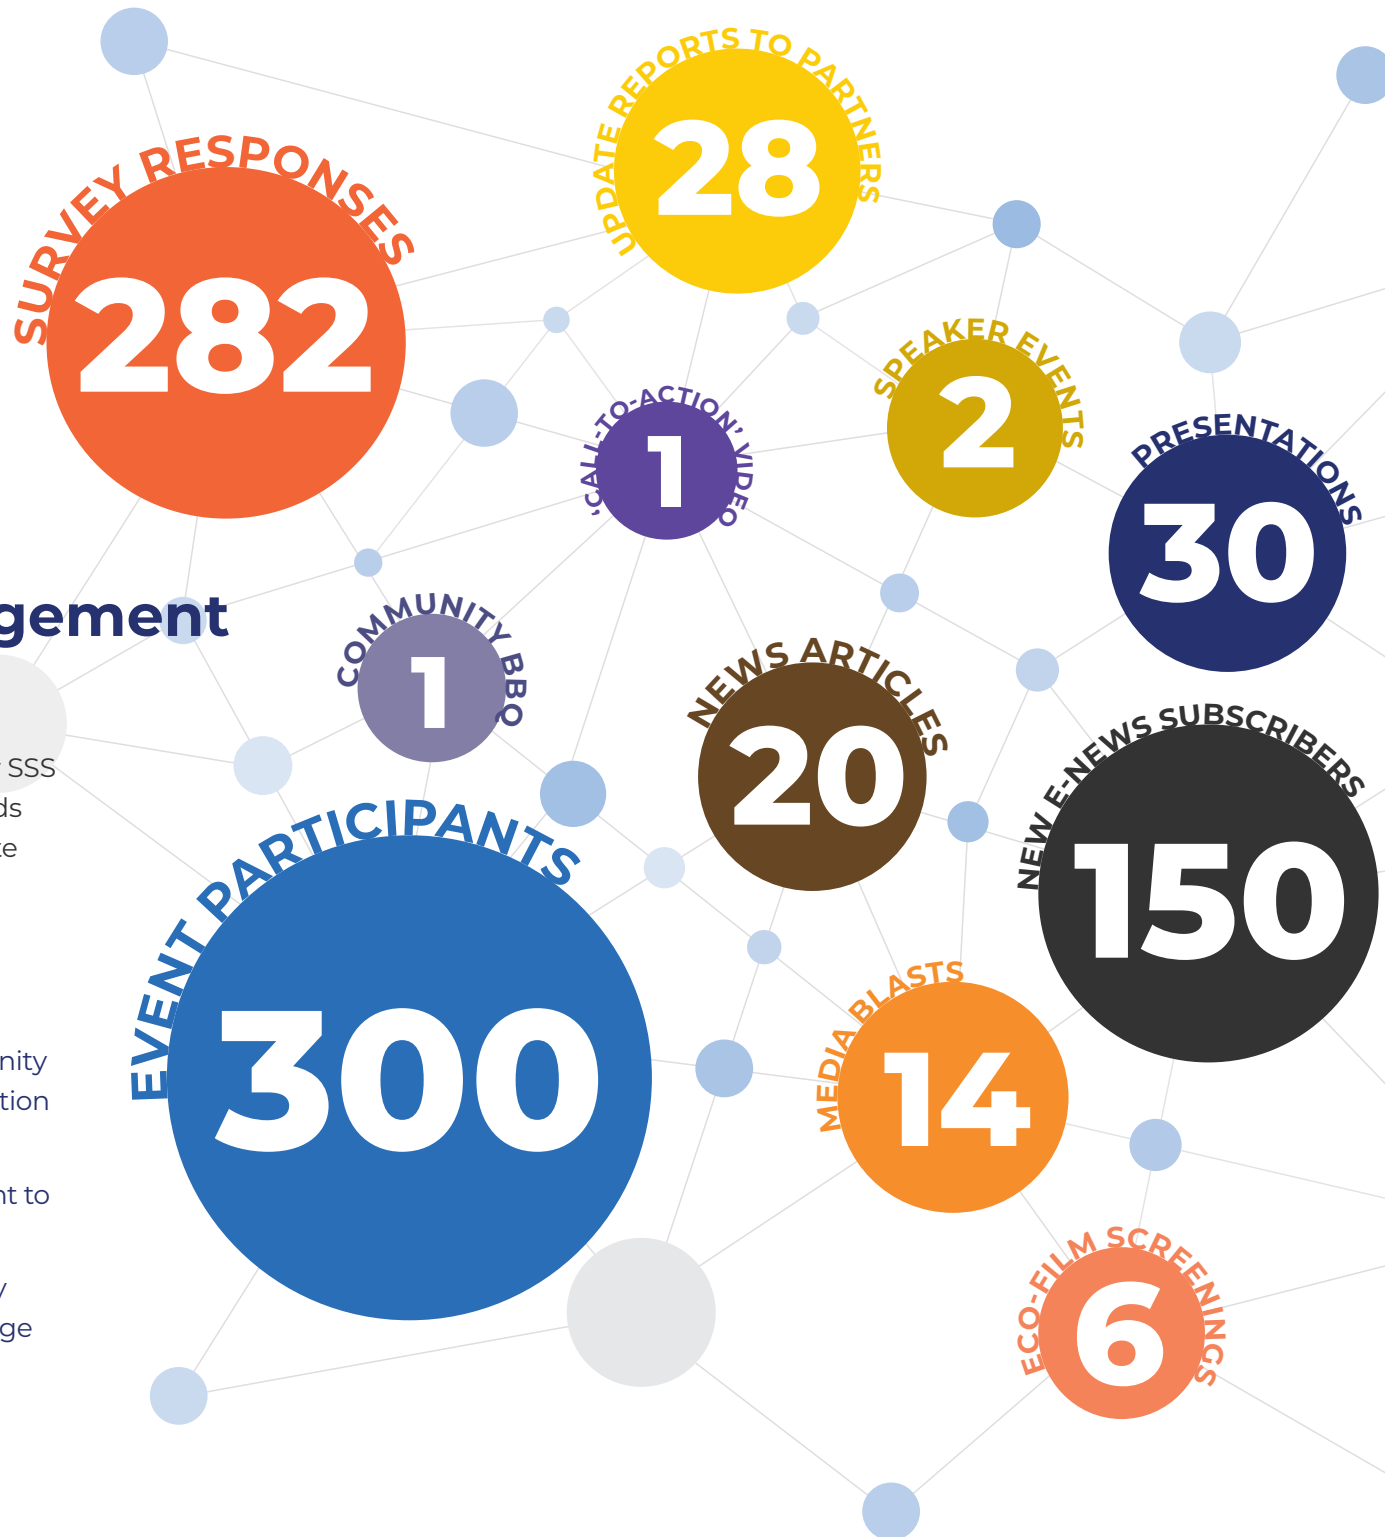 UPDATE REPORTS TO PARTNERS
28
SURVEY RESPONSES
282
SPEAKER EVENTS
2
'CALL-TO-ACTION' VIDEO
1
PRESENTATIONS
30
gement
COMMUNITY BBQ
1
NEWS ARTICLES
20
NEW E-NEWS SUBSCRIBERS
150
SSS
ds
te
EVENT PARTICIPANTS
300
MEDIA BLASTS
14
nity
tion
nt to
y
ge
ECO-FILM SCREENINGS
6